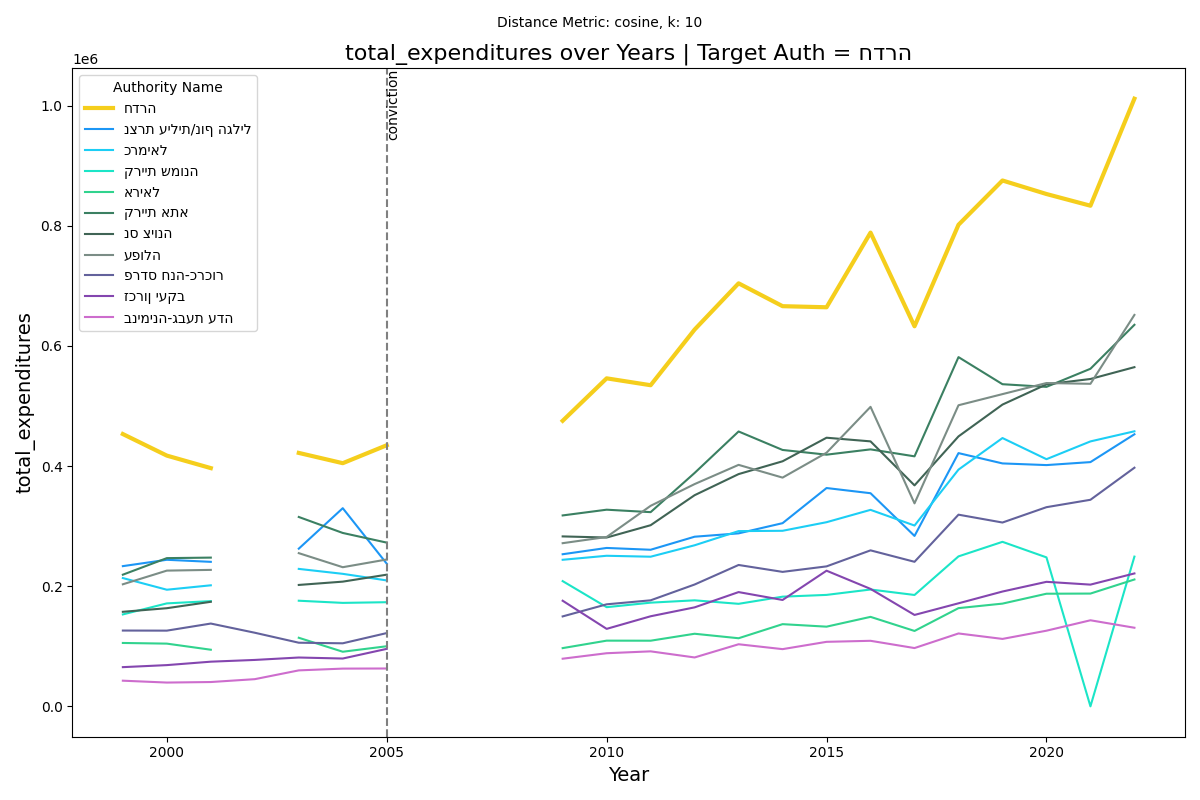 Distance Metric: cosine, k: 10
total_expenditures over Years | Target Auth = חדרה
1e6
Authority Name
חדרה
נצרת עילית/נוף הגליל
כרמיאל
קריית שמונה
אריאל
קריית אתא
נס ציונה
עפולה
פרדס חנה-כרכור
זכרון יעקב
בנימינה-גבעת עדה
conviction
1.0
0.8
0.6
0.4
0.2
0.0
total_expenditures
2000 2005 2010 2015 2020
Year